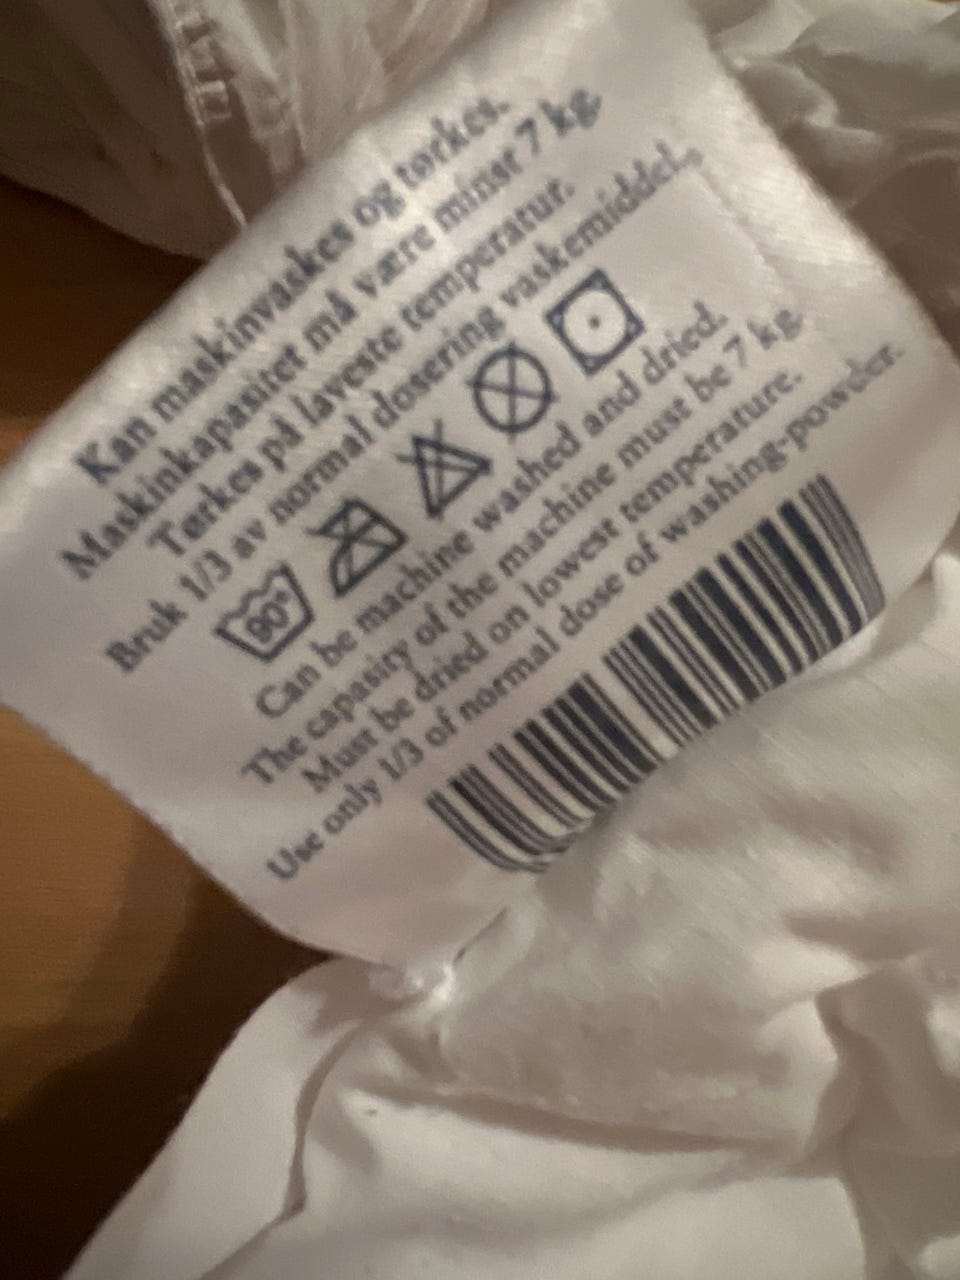 Kan maskinvaskes og tørkes.
Maskinkapasitet må være minst 7 kg.
Tørkes på laveste temperatur.
Bruk 1/3 av normal dosering vaskemiddel.
90°
Can be machine washed and dried.
The capasity of the machine must be 7 kg.
Must be dried on lowest temperature.
Use only 1/3 of normal dose of washing-powder.